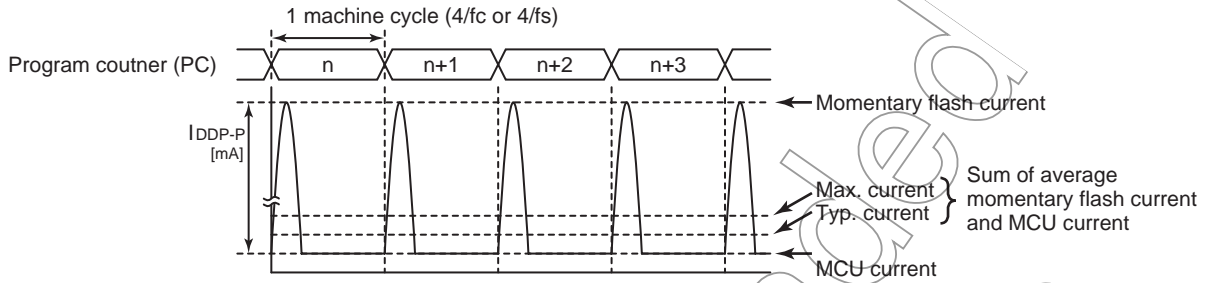 1 machine cycle (4/fc or 4/fs)
Program coutner (PC)
n
n+1
n+2
n+3
Momentary flash current
IDDP-P
[mA]
Max. current
Typ. current
Sum of average
momentary flash current
and MCU current
MCU current